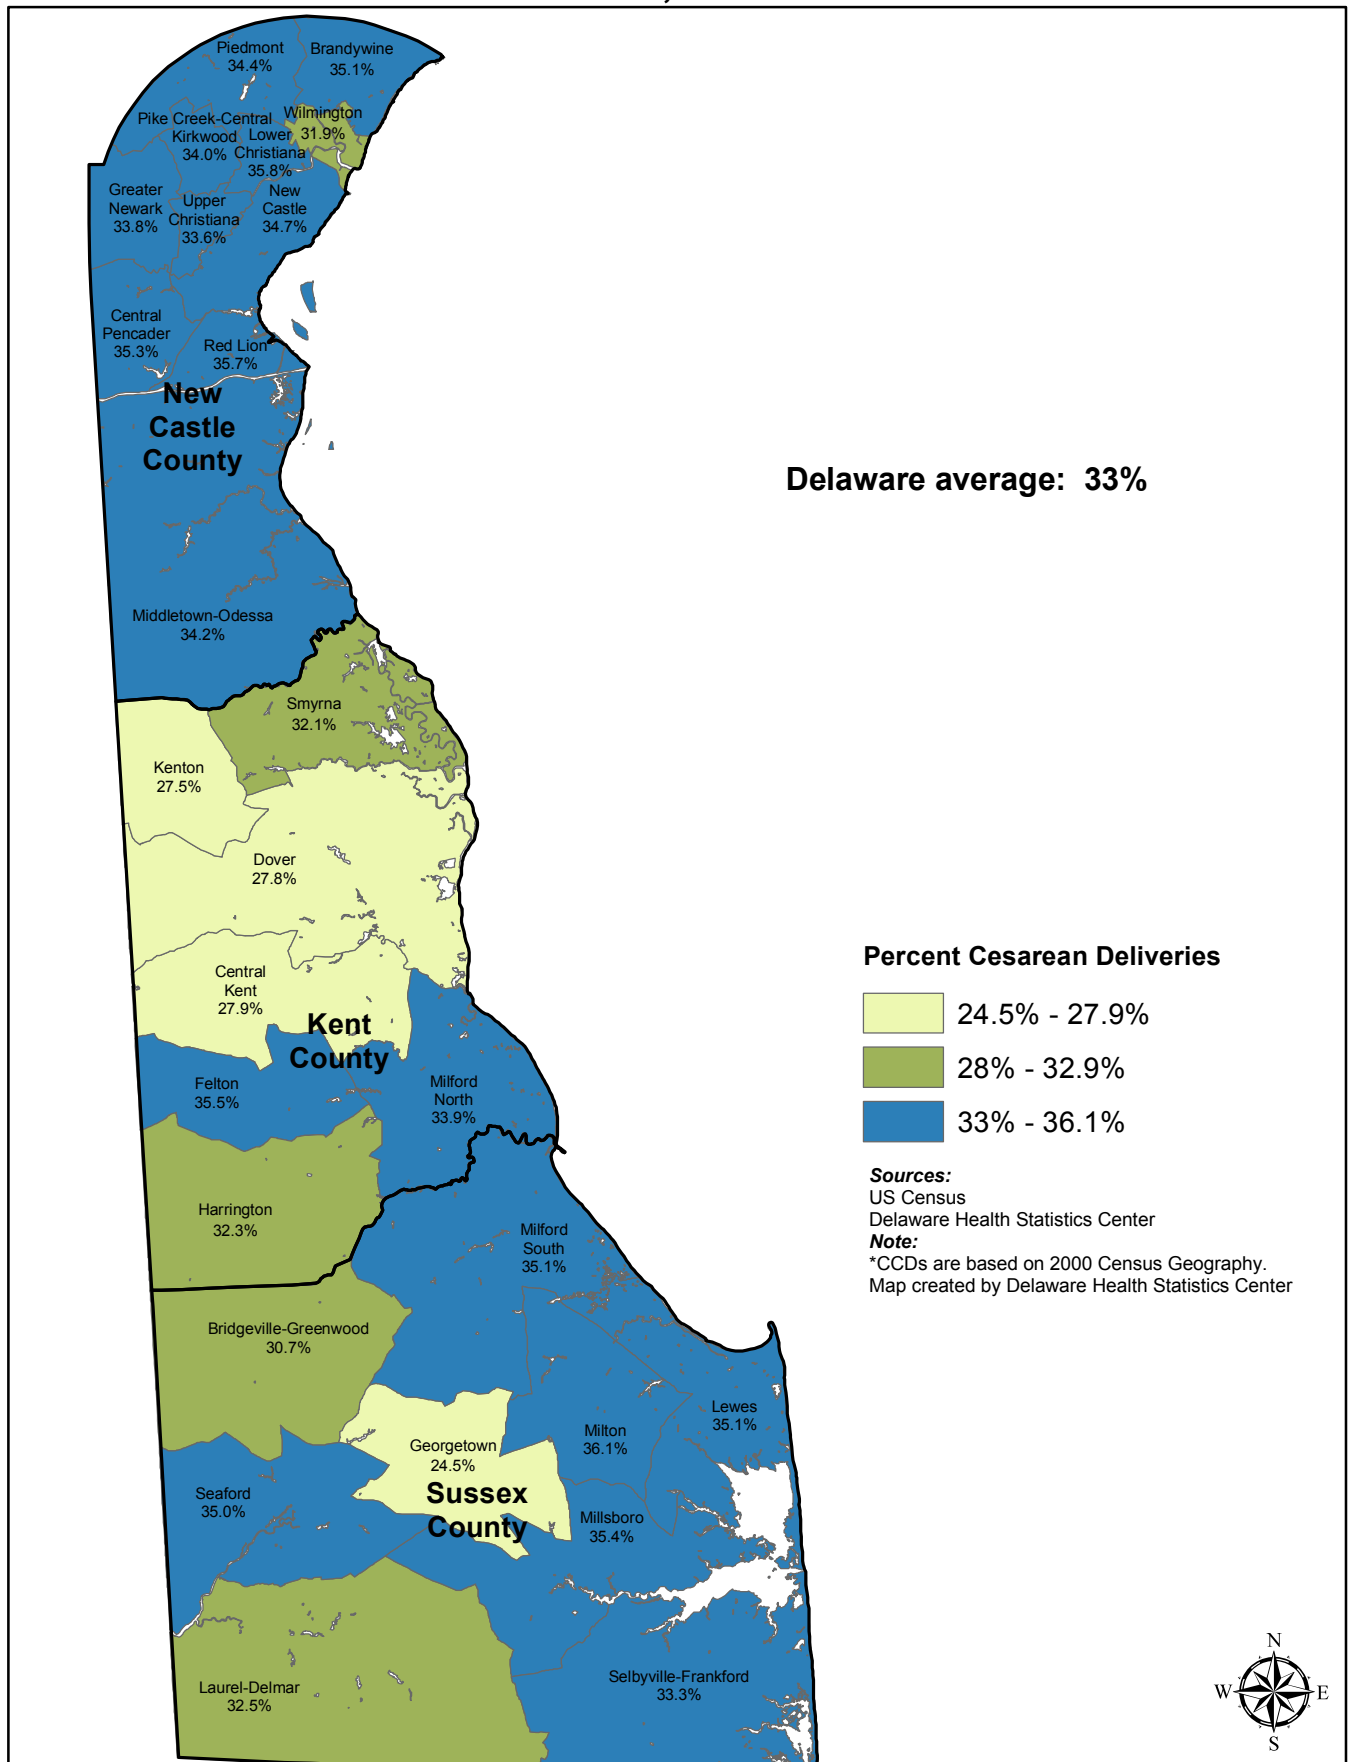 Piedmont
34.4%
Brandywine
35.1%
Wilmington
31.9%
Pike Creek-Central
Kirkwood
34.0%
Lower
Christiana
35.8%
Greater
Newark
33.8%
Upper
Christiana
33.6%
New
Castle
34.7%
Central
Pencader
35.3%
Red Lion
35.7%
New
Castle
County
Delaware average: 33%
Middletown-Odessa
34.2%
Smyrna
32.1%
Kenton
27.5%
Dover
27.8%
Central
Kent
27.9%
Kent
County
Felton
35.5%
Milford
North
33.9%
Percent Cesarean Deliveries
24.5% - 27.9%
28% - 32.9%
33% - 36.1%
Sources:
US Census
Delaware Health Statistics Center
Note:
*CCDs are based on 2000 Census Geography.
Map created by Delaware Health Statistics Center
Harrington
32.3%
Milford
South
35.1%
Bridgeville-Greenwood
30.7%
Lewes
35.1%
Milton
36.1%
Georgetown
24.5%
Sussex
County
Seaford
35.0%
Millsboro
35.4%
Laurel-Delmar
32.5%
Selbyville-Frankford
33.3%
N
W
E
S